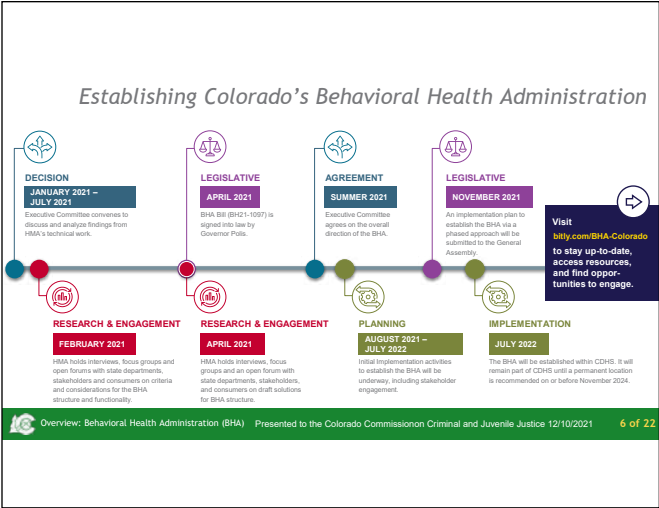 Establishing Colorado's Behavioral Health Administration
DECISION
JANUARY 2021 –
JULY 2021
Executive Committee convenes to
discuss and analyze findings from
HMA's technical work.
LEGISLATIVE
APRIL 2021
BHA Bill (BH21-1097) is
signed into law by
Governor Polis.
AGREEMENT
SUMMER 2021
Executive Committee
agrees on the overall
direction of the BHA.
LEGISLATIVE
NOVEMBER 2021
An implementation plan to
establish the BHA via a
phased approach will be
submitted to the General
Assembly.
Visit
bitly.com/BHA-Colorado
to stay up-to-date,
access resources,
and find oppor-
tunities to engage.
RESEARCH & ENGAGEMENT
FEBRUARY 2021
HMA holds interviews, focus groups and
open forums with state departments,
stakeholders and consumers on criteria
and considerations for the BHA
structure and functionality.
RESEARCH & ENGAGEMENT
APRIL 2021
HMA holds interviews, focus
groups and an open forum with
state departments, stakeholders,
and consumers on draft solutions
for BHA structure.
PLANNING
AUGUST 2021 –
JULY 2022
Initial Implementation activities
to establish the BHA will be
underway, including stakeholder
engagement.
IMPLEMENTATION
JULY 2022
The BHA will be established within CDHS. It will
remain part of CDHS until a permanent location
is recommended on or before November 2024.
Overview: Behavioral Health Administration (BHA) Presented to the Colorado Commissionon Criminal and Juvenile Justice 12/10/2021 6 of 22